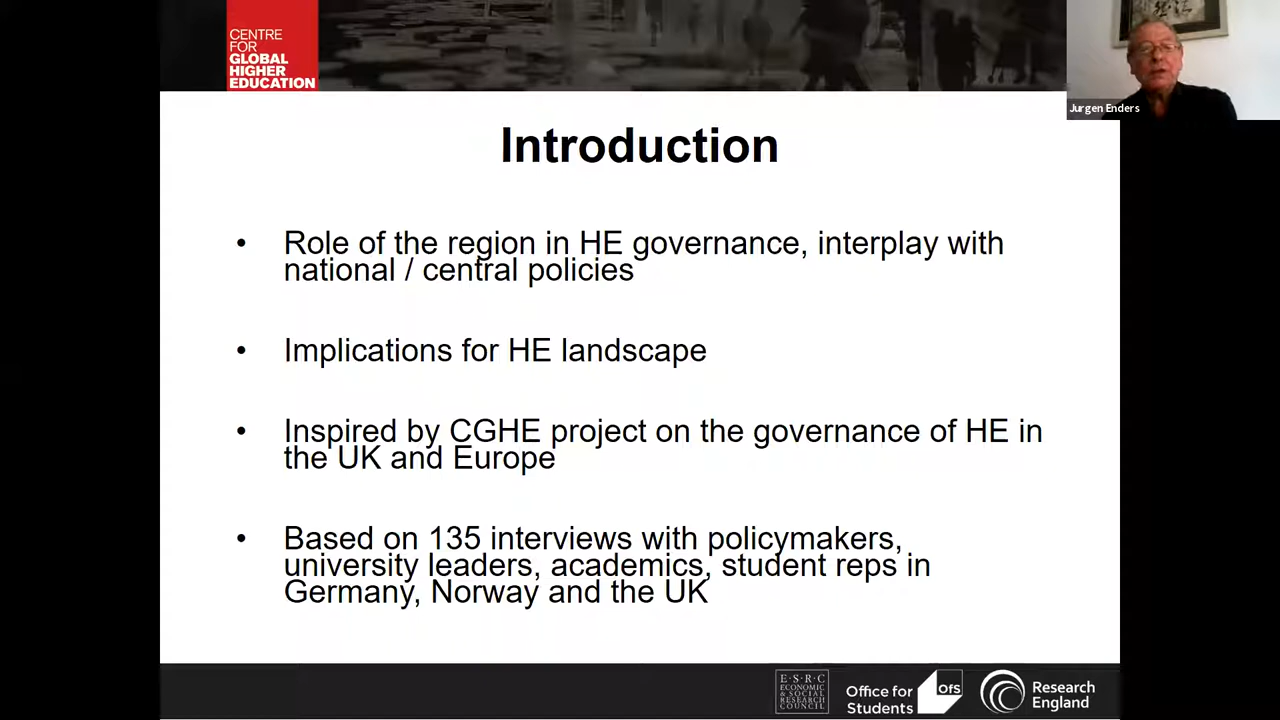 CENTRE
FOR
GLOBAL
HIGHER
EDUCATION
Jurgen Enders
Introduction
• Role of the region in HE governance, interplay with
national / central policies
• Implications for HE landscape
• Inspired by CGHE project on the governance of HE in
the UK and Europe
• Based on 135 interviews with policymakers,
university leaders, academics, student reps in
Germany, Norway and the UK
E·S·R·C
ECONOMIC
& SOCIAL
RESEARCH
COUNCIL
Office for
Students
OfS
Research
England